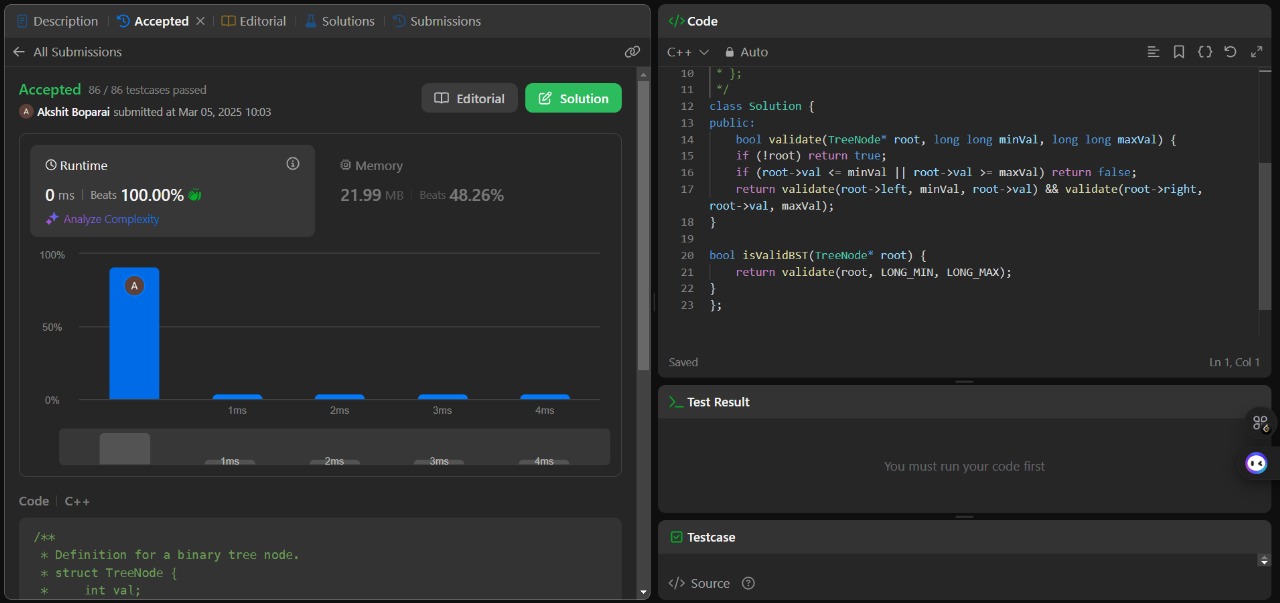 Description
Accepted
Editorial
Solutions
Submissions
All Submissions
Accepted 86 / 86 testcases passed
A Akshit Boparai submitted at Mar 05, 2025 10:03
Editorial
Solution
Runtime
0 ms Beats 100.00%
Analyze Complexity
Memory
21.99 MB Beats 48.26%
100%
50%
0%
A
1ms
2ms
3ms
4ms
1ms
2ms
3ms
4ms
Code C++
/**
* Definition for a binary tree node.
* struct TreeNode {
*     int val;
</> Code
C++ Auto
10 * };
11 */
12 class Solution {
13 public:
14     bool validate(TreeNode* root, long long minVal, long long maxVal) {
15     if (!root) return true;
16     if (root->val <= minVal || root->val >= maxVal) return false;
17     return validate(root->left, minVal, root->val) && validate(root->right,
root->val, maxVal);
18 }
19
20 bool isValidBST(TreeNode* root) {
21     return validate(root, LONG_MIN, LONG_MAX);
22 }
23 };
Saved
Ln 1, Col 1
Test Result
You must run your code first
Testcase
</> Source ?